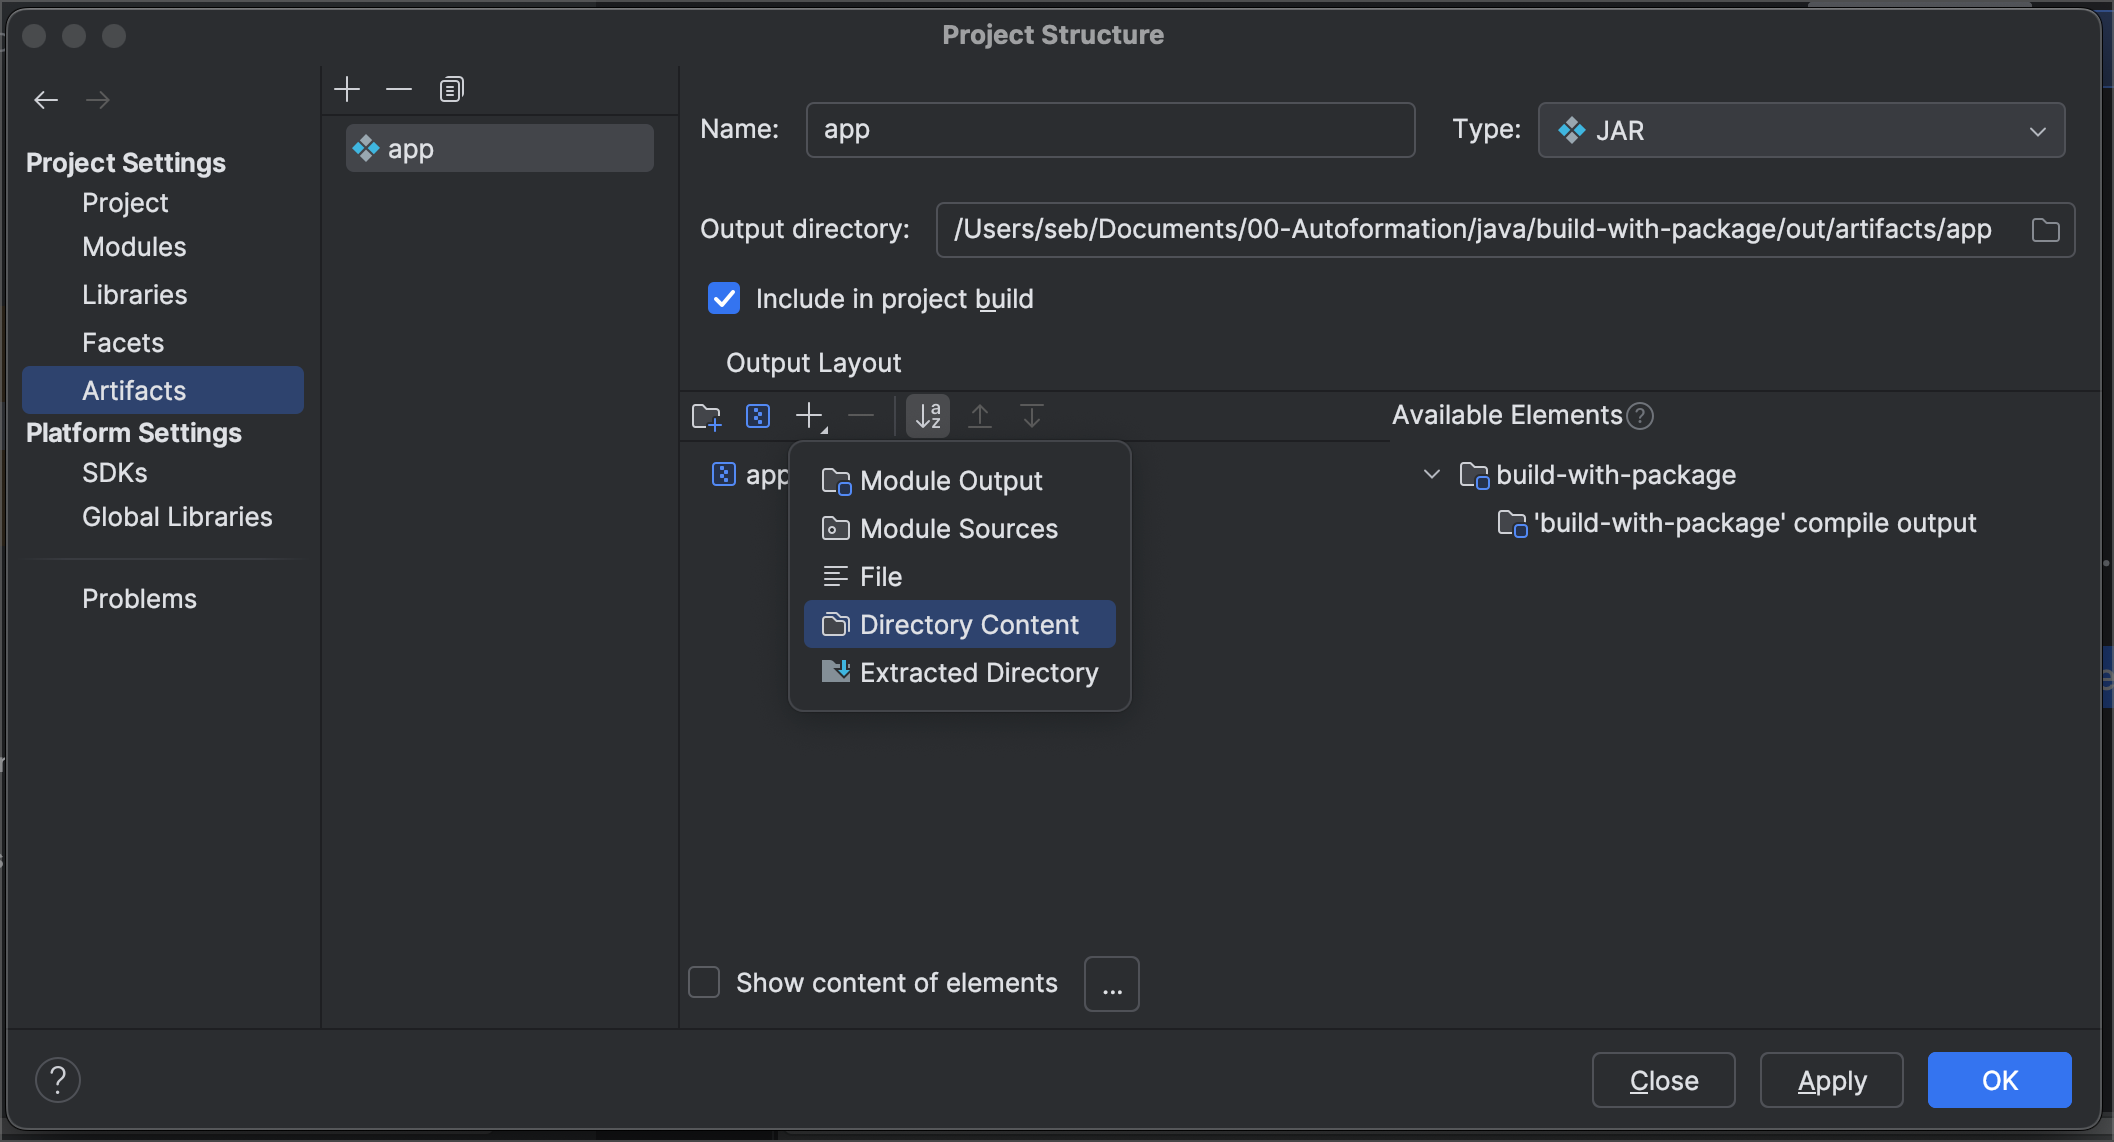 Project Structure
Project Settings
Project
Modules
Libraries
Facets
Artifacts
Platform Settings
SDKs
Global Libraries
Problems
app
Name: app Type: JAR
Output directory: /Users/seb/Documents/00-Autoformation/java/build-with-package/out/artifacts/app
Include in project build
Output Layout
Available Elements ?
app
Module Output
Module Sources
File
Directory Content
Extracted Directory
build-with-package
'build-with-package' compile output
Show content of elements ...
? Close Apply OK